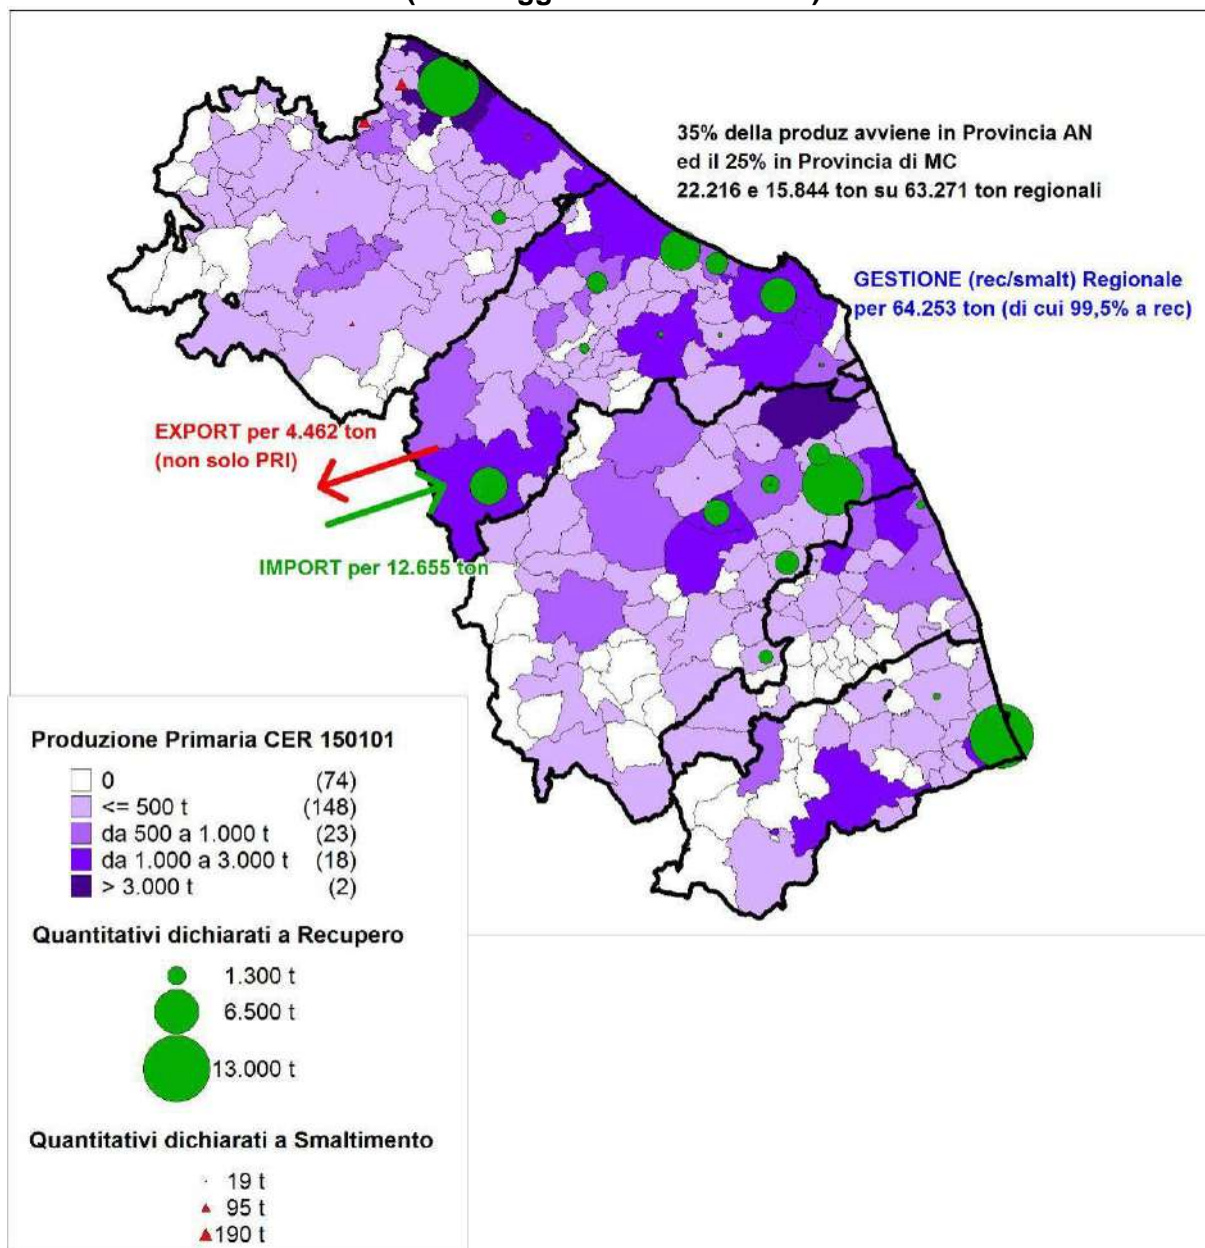 35% della produz avviene in Provincia AN
ed il 25% in Provincia di MC
22.216 e 15.844 ton su 63.271 ton regionali
GESTIONE (rec/smalt) Regionale
per 64.253 ton (di cui 99,5% a rec)
EXPORT per 4.462 ton
(non solo PRI)
IMPORT per 12.655 ton
Produzione Primaria CER 150101
0 (74)
<= 500 t (148)
da 500 a 1.000 t (23)
da 1.000 a 3.000 t (18)
> 3.000 t (2)
Quantitativi dichiarati a Recupero
1.300 t
6.500 t
13.000 t
Quantitativi dichiarati a Smaltimento
19 t
95 t
190 t